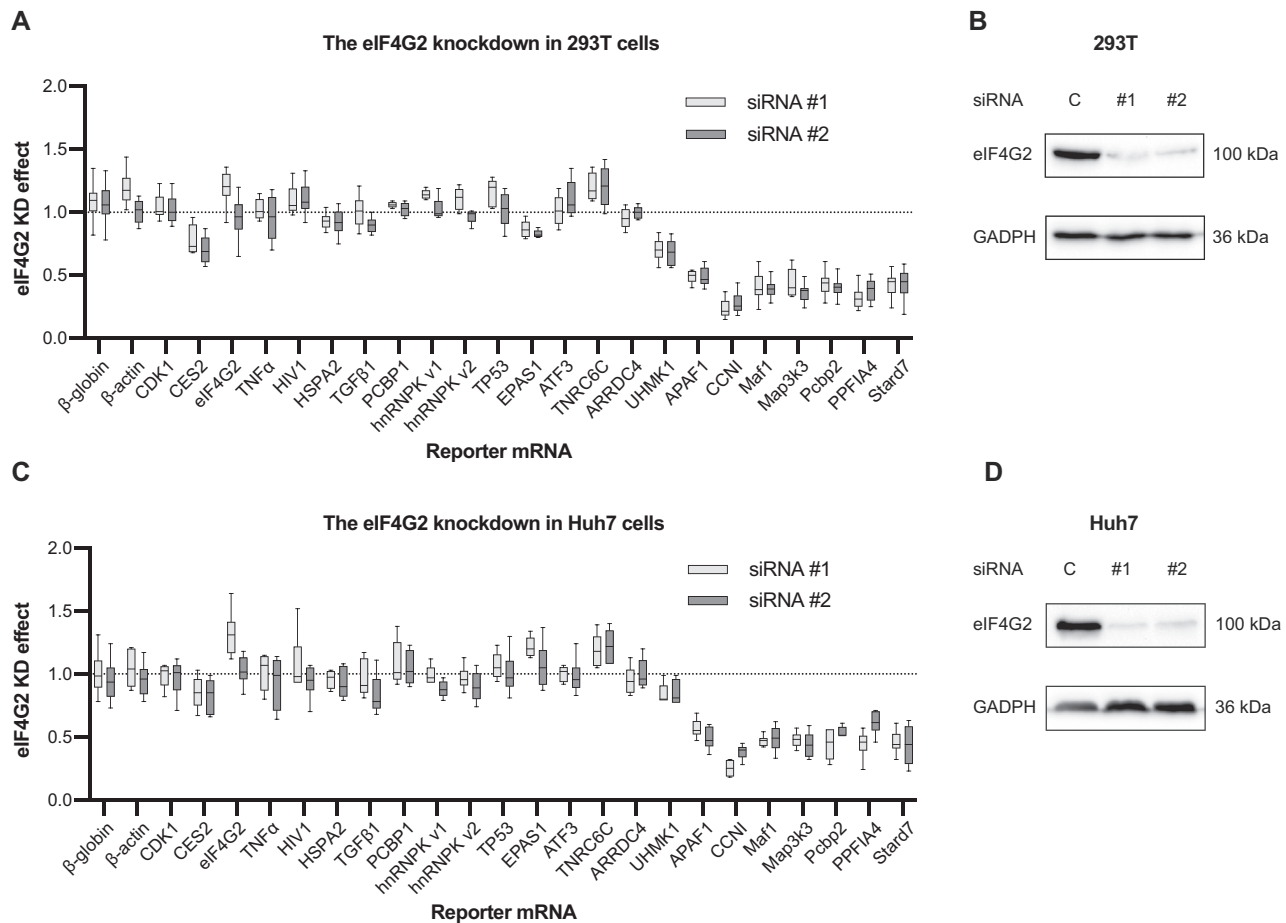 A
The eIF4G2 knockdown in 293T cells
eIF4G2 KD effect
2.0
1.5
1.0
0.5
0.0
siRNA #1
siRNA #2
β-globin
β-actin
CDK1
CES2
eIF4G2
TNFα
HIV1
HSPA2
TGFβ1
PCBP1
hnRNPK v1
hnRNPK v2
TP53
EPAS1
ATF3
TNRC6C
ARRDC4
UHMK1
APAF1
CCNI
Maf1
Map3k3
Pcbp2
PPFIA4
Stard7
Reporter mRNA
B
293T
siRNA C #1 #2
eIF4G2 100 kDa
GADPH 36 kDa
C
The eIF4G2 knockdown in Huh7 cells
eIF4G2 KD effect
2.0
1.5
1.0
0.5
0.0
siRNA #1
siRNA #2
β-globin
β-actin
CDK1
CES2
eIF4G2
TNFα
HIV1
HSPA2
TGFβ1
PCBP1
hnRNPK v1
hnRNPK v2
TP53
EPAS1
ATF3
TNRC6C
ARRDC4
UHMK1
APAF1
CCNI
Maf1
Map3k3
Pcbp2
PPFIA4
Stard7
Reporter mRNA
D
Huh7
siRNA C #1 #2
eIF4G2 100 kDa
GADPH 36 kDa